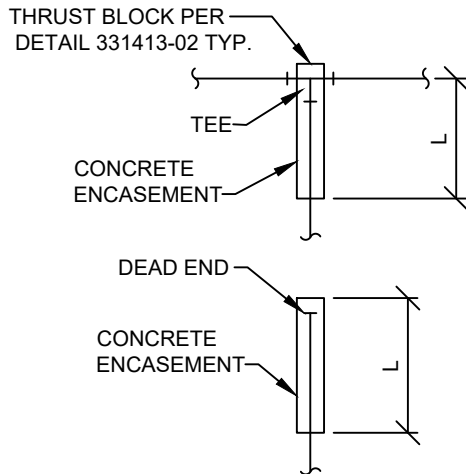 THRUST BLOCK PER
DETAIL 331413-02 TYP.
TEE
CONCRETE
ENCASEMENT
L
DEAD END
CONCRETE
ENCASEMENT
L